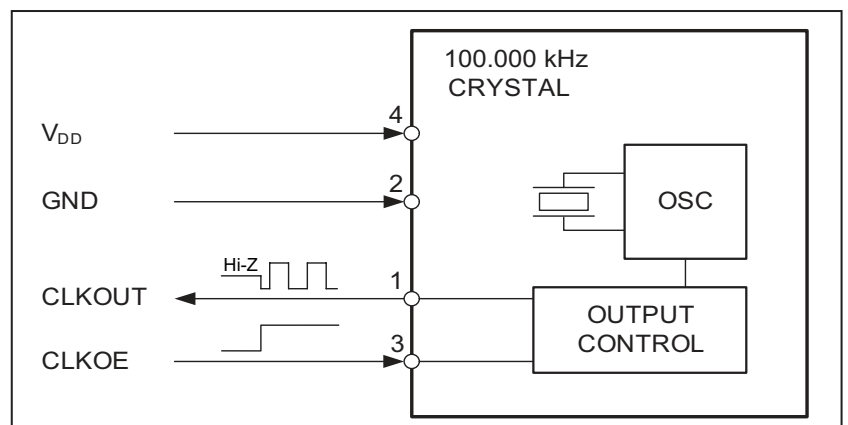 100.000 kHz
CRYSTAL
4
VDD
2
GND
OSC
Hi-Z
1
CLKOUT
OUTPUT
CONTROL
3
CLKOE